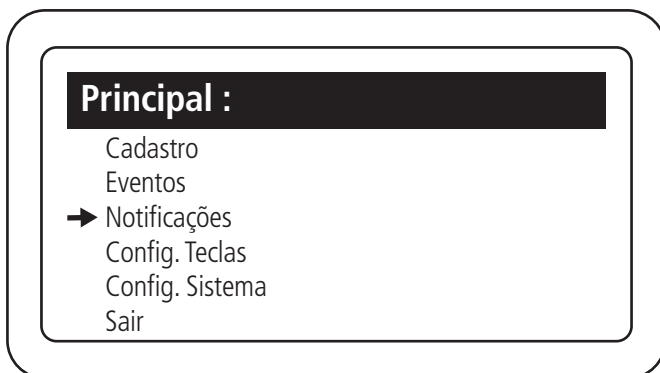 Principal :
Cadastro
Eventos
Notificações
Config. Teclas
Config. Sistema
Sair